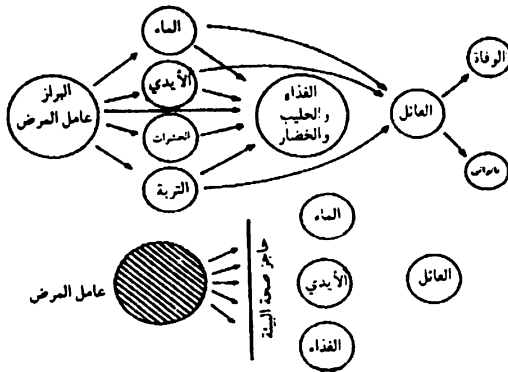 الماء
الأيدي
الحشرات
التربة
البراز
عامل المرض
الغذاء
والحليب
والخضار
العائل
الوفاة
عامل المرض
حاجز صحة البيئة
الماء
الأيدي
الغذاء
العائل